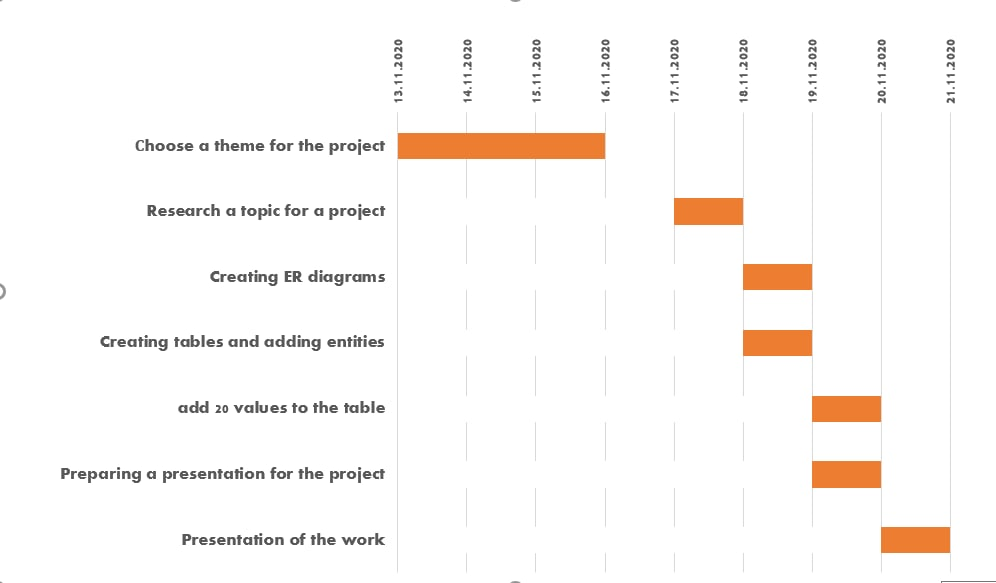 13.11.2020
14.11.2020
15.11.2020
16.11.2020
17.11.2020
18.11.2020
19.11.2020
20.11.2020
21.11.2020
Choose a theme for the project
Research a topic for a project
Creating ER diagrams
Creating tables and adding entities
add 20 values to the table
Preparing a presentation for the project
Presentation of the work